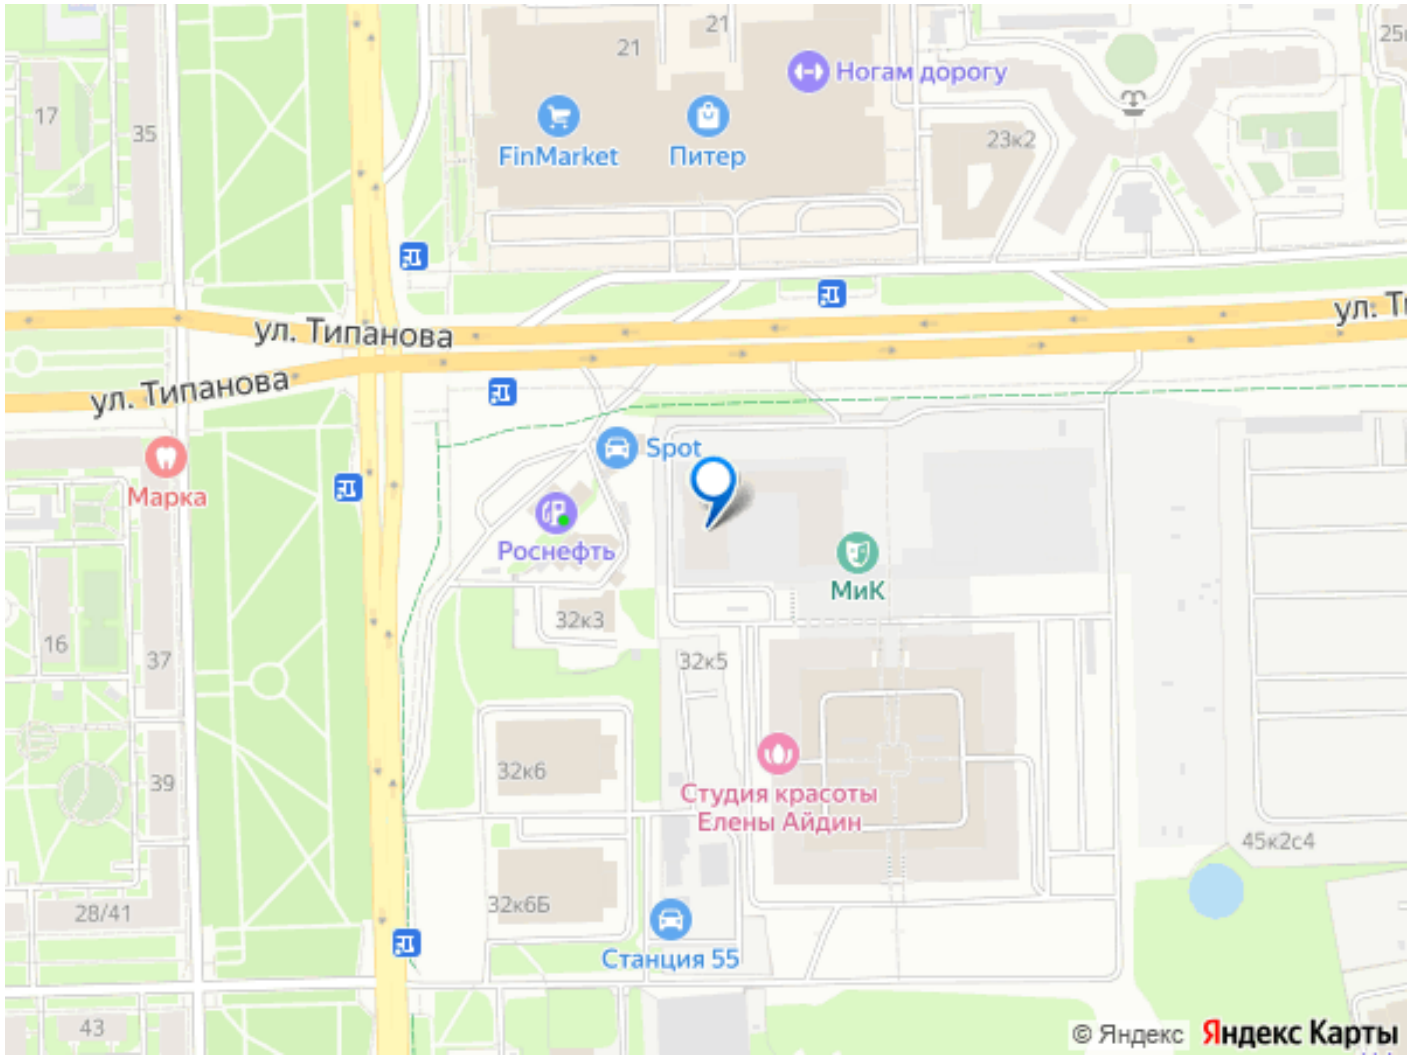 21
21
25
Ногам дорогу
17
35
FinMarket
Питер
23к2
ул. Типанова
ул. Ти
ул. Типанова
Spot
Марка
Роснефть
МиК
32к3
16
37
32к5
32к6
39
Студия красоты
Елены Айдин
45к2с4
28/41
32к6Б
Станция 55
43
© Яндекс Яндекс Карты